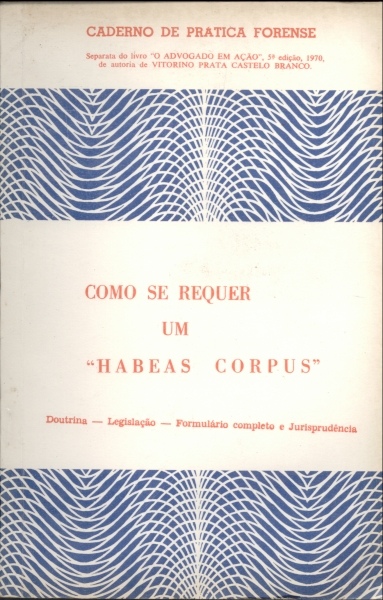 CADERNO DE PRATICA FORENSE
Separata do livro "O ADVOGADO EM AÇÃO", 5ª edição, 1970,
de autoria de VITORINO PRATA CASTELO BRANCO.
COMO SE REQUER
UM
"HABEAS CORPUS"
Doutrina — Legislação — Formulário completo e Jurisprudência